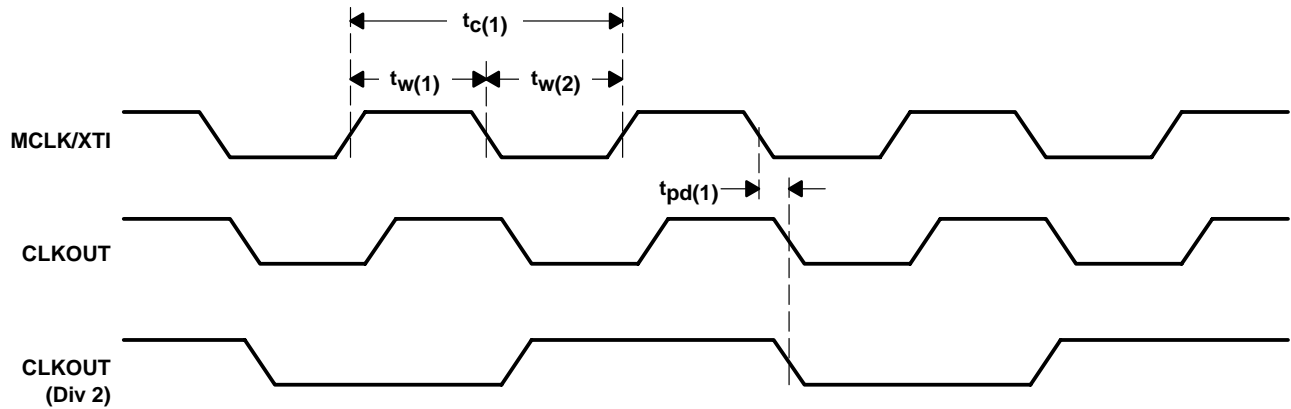 tc(1)
tw(1)
tw(2)
MCLK/XTI
tpd(1)
CLKOUT
CLKOUT
(Div 2)